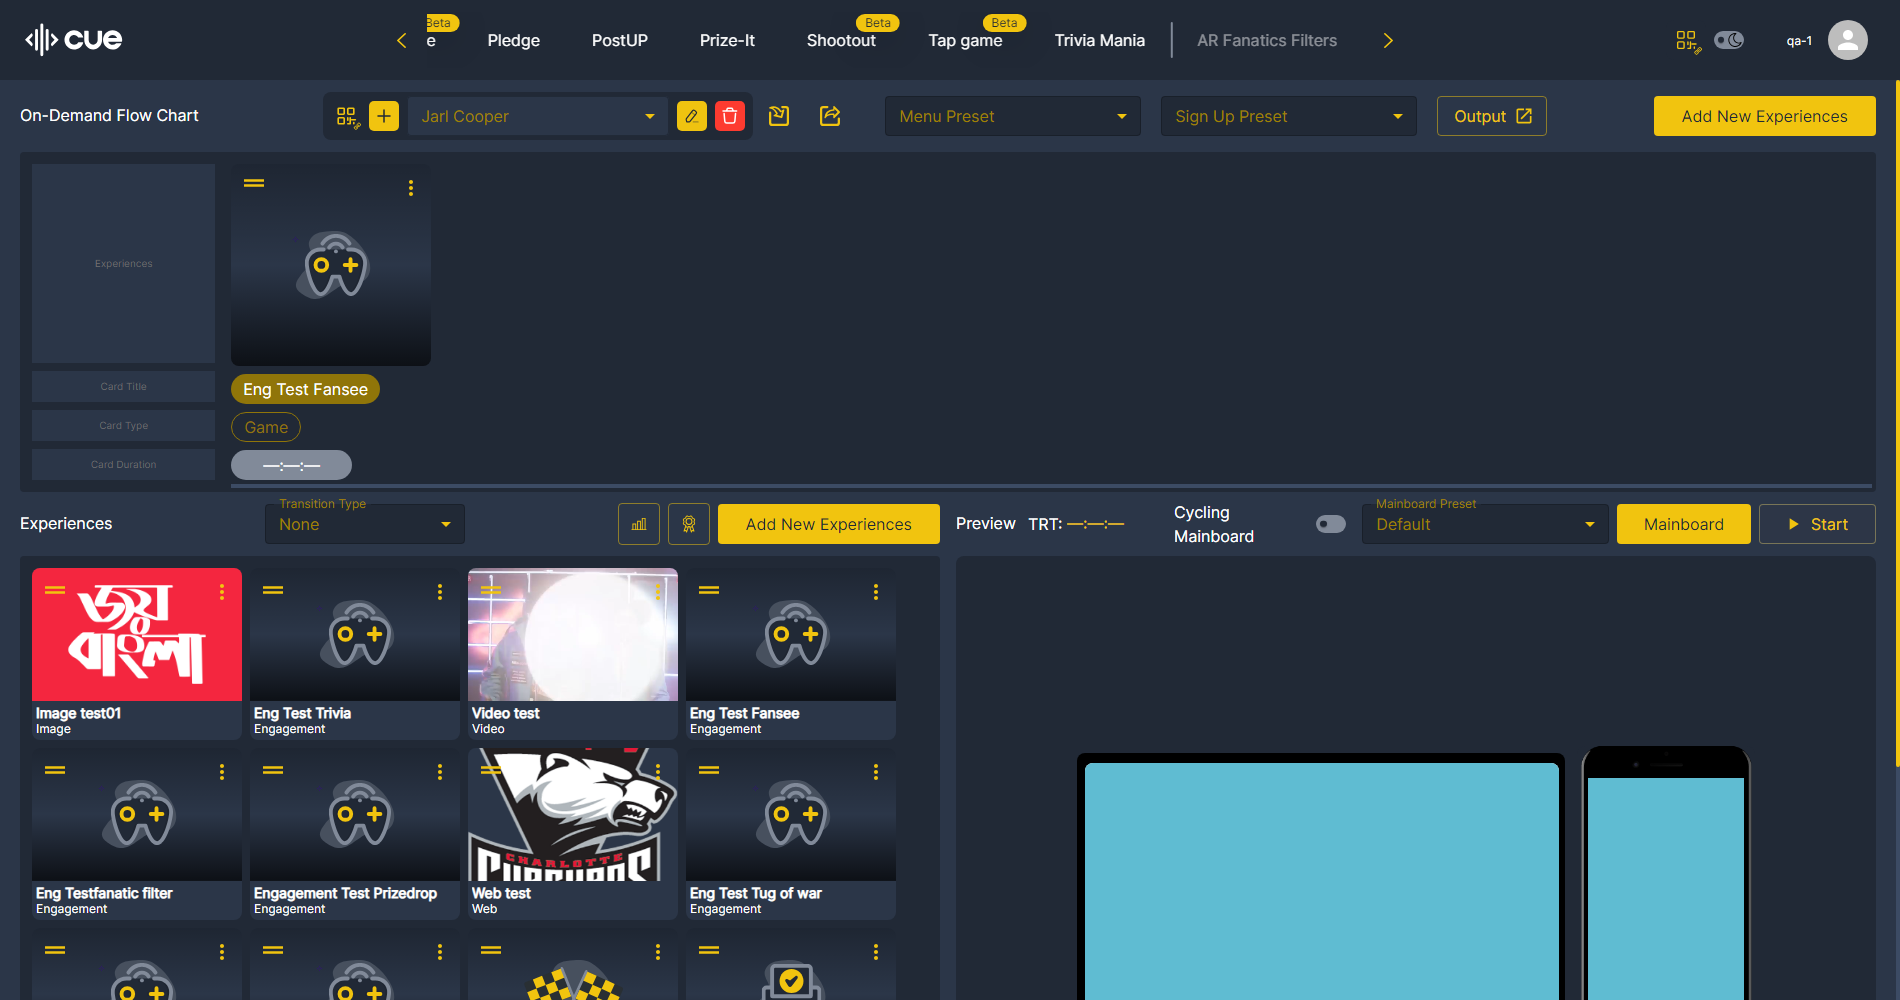 cue
Beta
e
Pledge
PostUP
Prize-It
Beta
Shootout
Beta
Tap game
Trivia Mania
AR Fanatics Filters
qa-1
On-Demand Flow Chart
Jarl Cooper
Menu Preset
Sign Up Preset
Output
Add New Experiences
Experiences
Card Title
Card Type
Card Duration
Eng Test Fansee
Game
—:—:—
Experiences
Transition Type
None
Add New Experiences
Preview
TRT: —:—:—
Cycling
Mainboard
Mainboard Preset
Default
Mainboard
Start
জয়
বাংলা
Image test01
Image
Eng Test Trivia
Engagement
Video test
Video
Eng Test Fansee
Engagement
Eng Testfanatic filter
Engagement
Engagement Test Prizedrop
Engagement
CHARLOTTE
Web test
Web
Eng Test Tug of war
Engagement